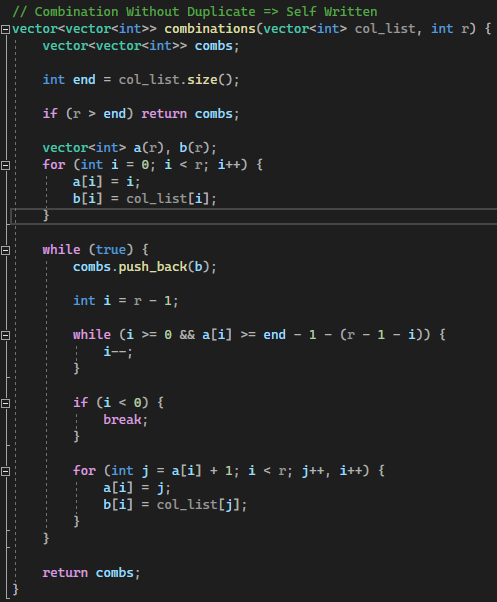 // Combination Without Duplicate => Self Written
vector<vector<int>> combinations(vector<int> col_list, int r) {
    vector<vector<int>> combs;

    int end = col_list.size();

    if (r > end) return combs;

    vector<int> a(r), b(r);
    for (int i = 0; i < r; i++) {
        a[i] = i;
        b[i] = col_list[i];
    }

    while (true) {
        combs.push_back(b);

        int i = r - 1;

        while (i >= 0 && a[i] >= end - 1 - (r - 1 - i)) {
            i--;
        }

        if (i < 0) {
            break;
        }

        for (int j = a[i] + 1; i < r; j++, i++) {
            a[i] = j;
            b[i] = col_list[j];
        }
    }

    return combs;
}